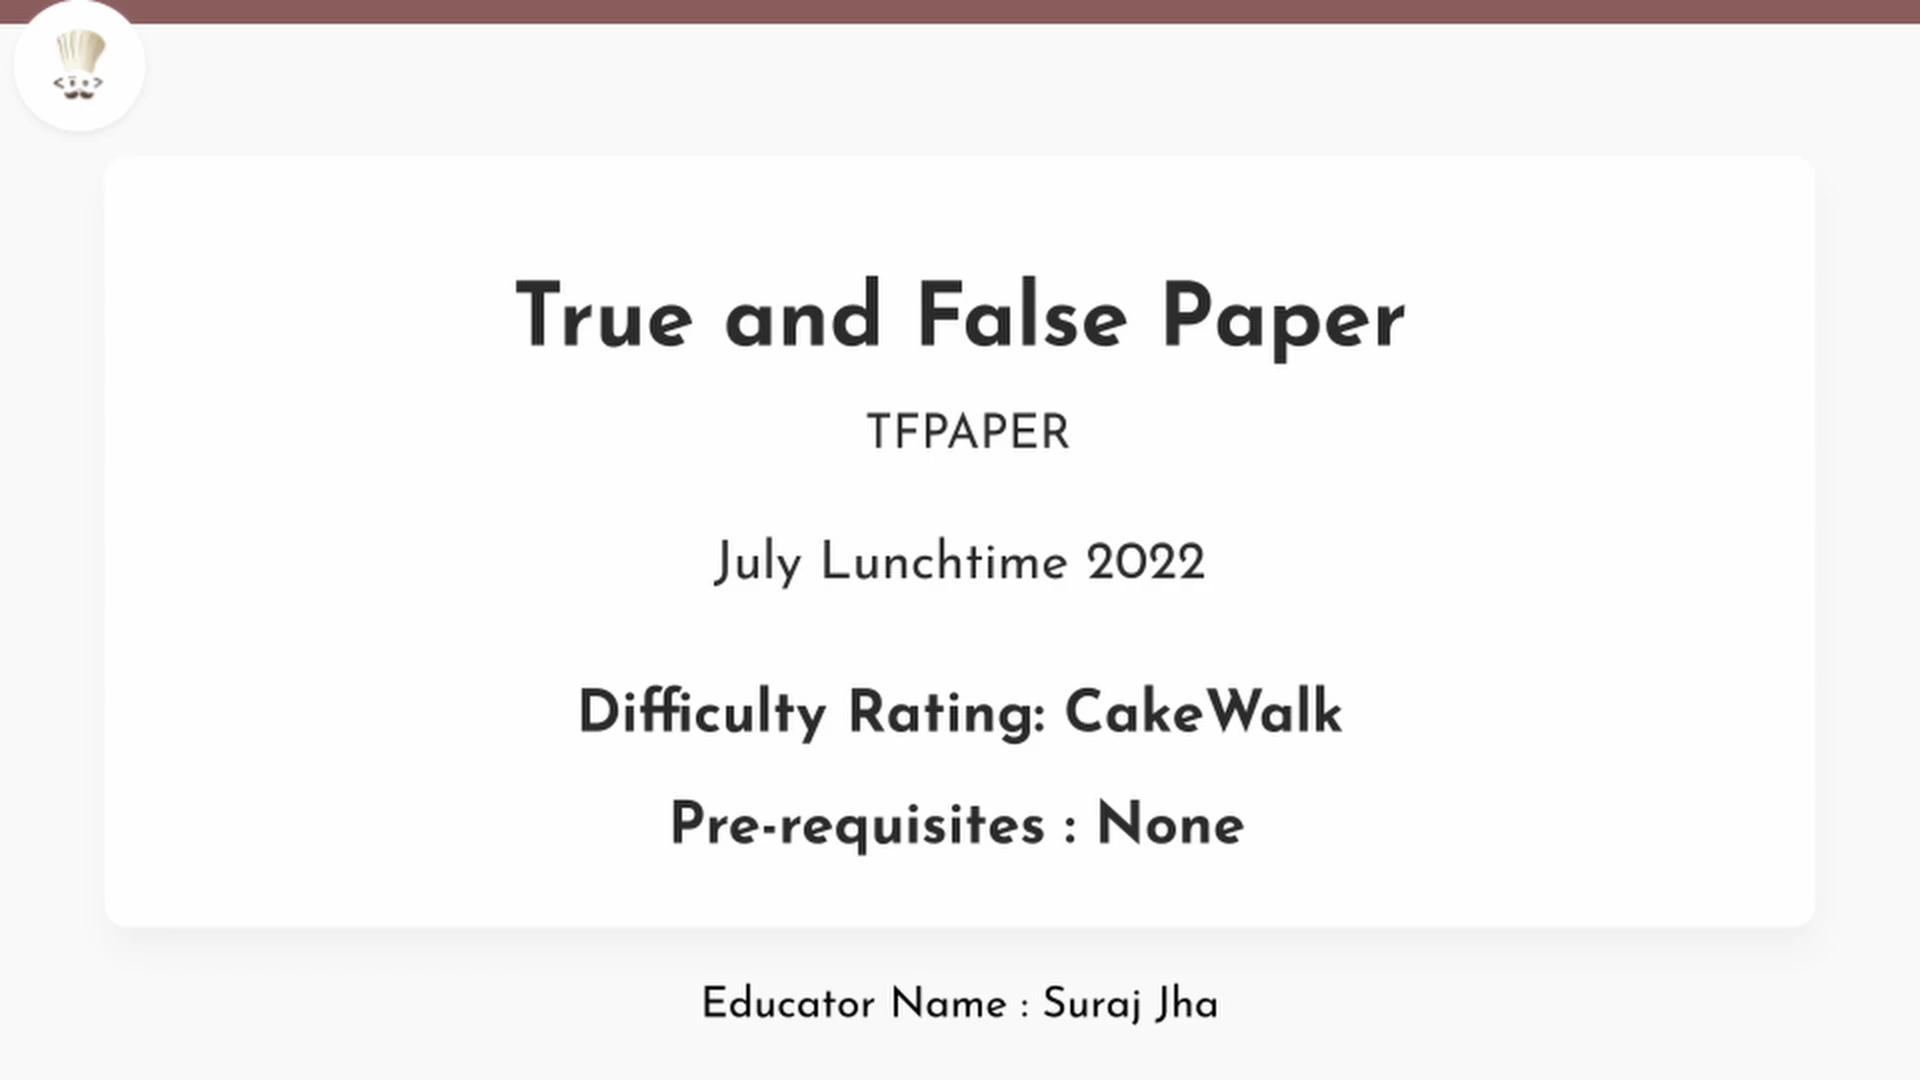 True and False Paper
TFPAPER
July Lunchtime 2022
Difficulty Rating: CakeWalk
Pre-requisites : None
Educator Name : Suraj Jha